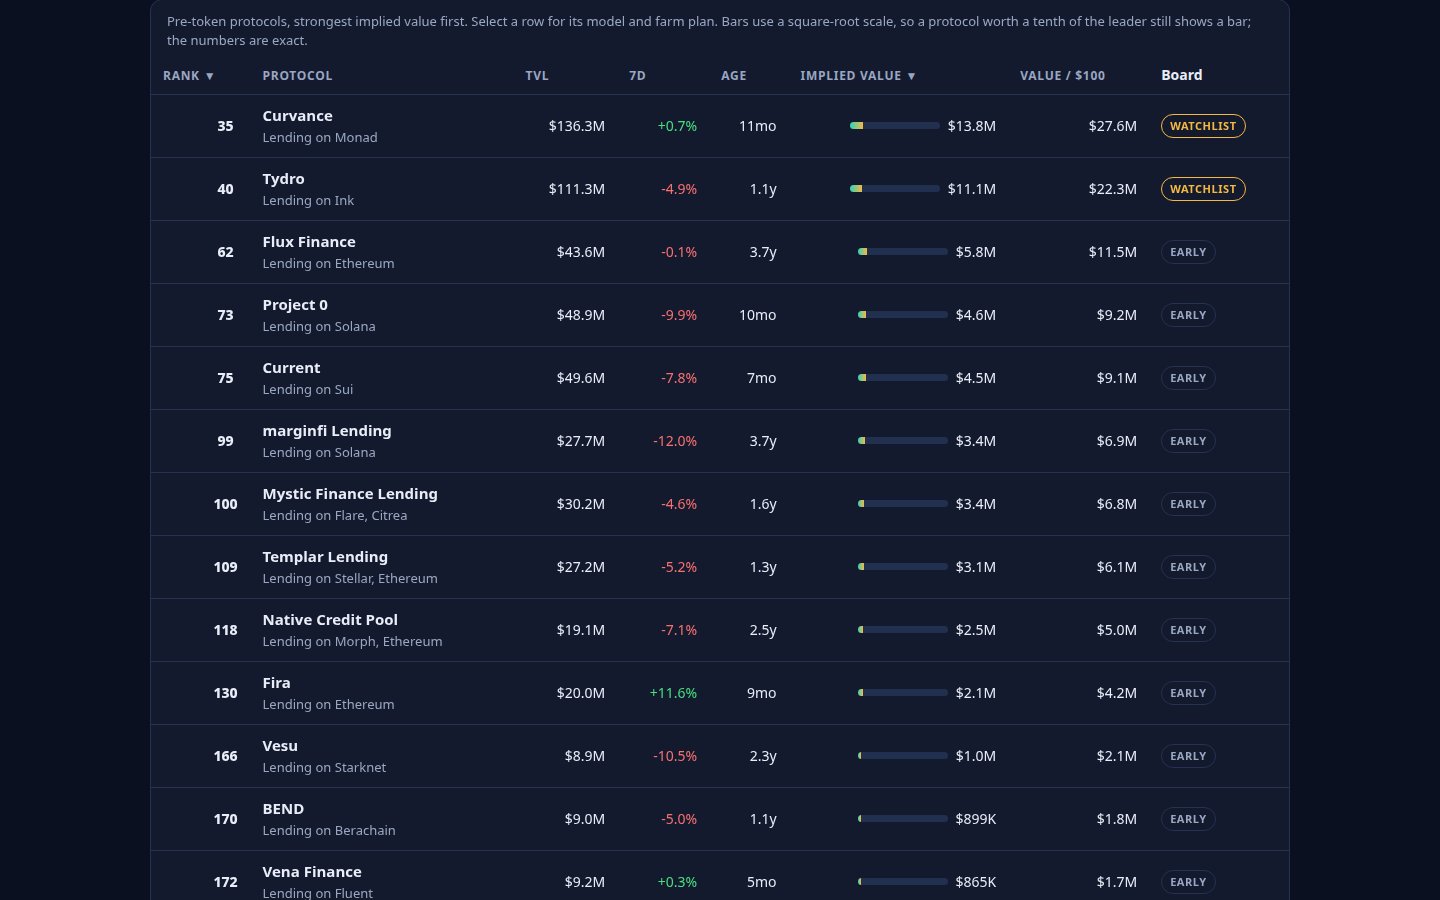 Pre-token protocols, strongest implied value first. Select a row for its model and farm plan. Bars use a square-root scale, so a protocol worth a tenth of the leader still shows a bar;
the numbers are exact.
RANK ▼ PROTOCOL TVL 7D AGE IMPLIED VALUE ▼ VALUE / $100 Board
35 Curvance $136.3M +0.7% 11mo $13.8M $27.6M WATCHLIST
Lending on Monad
40 Tydro $111.3M -4.9% 1.1y $11.1M $22.3M WATCHLIST
Lending on Ink
62 Flux Finance $43.6M -0.1% 3.7y $5.8M $11.5M EARLY
Lending on Ethereum
73 Project 0 $48.9M -9.9% 10mo $4.6M $9.2M EARLY
Lending on Solana
75 Current $49.6M -7.8% 7mo $4.5M $9.1M EARLY
Lending on Sui
99 marginfi Lending $27.7M -12.0% 3.7y $3.4M $6.9M EARLY
Lending on Solana
100 Mystic Finance Lending $30.2M -4.6% 1.6y $3.4M $6.8M EARLY
Lending on Flare, Citrea
109 Templar Lending $27.2M -5.2% 1.3y $3.1M $6.1M EARLY
Lending on Stellar, Ethereum
118 Native Credit Pool $19.1M -7.1% 2.5y $2.5M $5.0M EARLY
Lending on Morph, Ethereum
130 Fira $20.0M +11.6% 9mo $2.1M $4.2M EARLY
Lending on Ethereum
166 Vesu $8.9M -10.5% 2.3y $1.0M $2.1M EARLY
Lending on Starknet
170 BEND $9.0M -5.0% 1.1y $899K $1.8M EARLY
Lending on Berachain
172 Vena Finance $9.2M +0.3% 5mo $865K $1.7M EARLY
Lending on Fluent